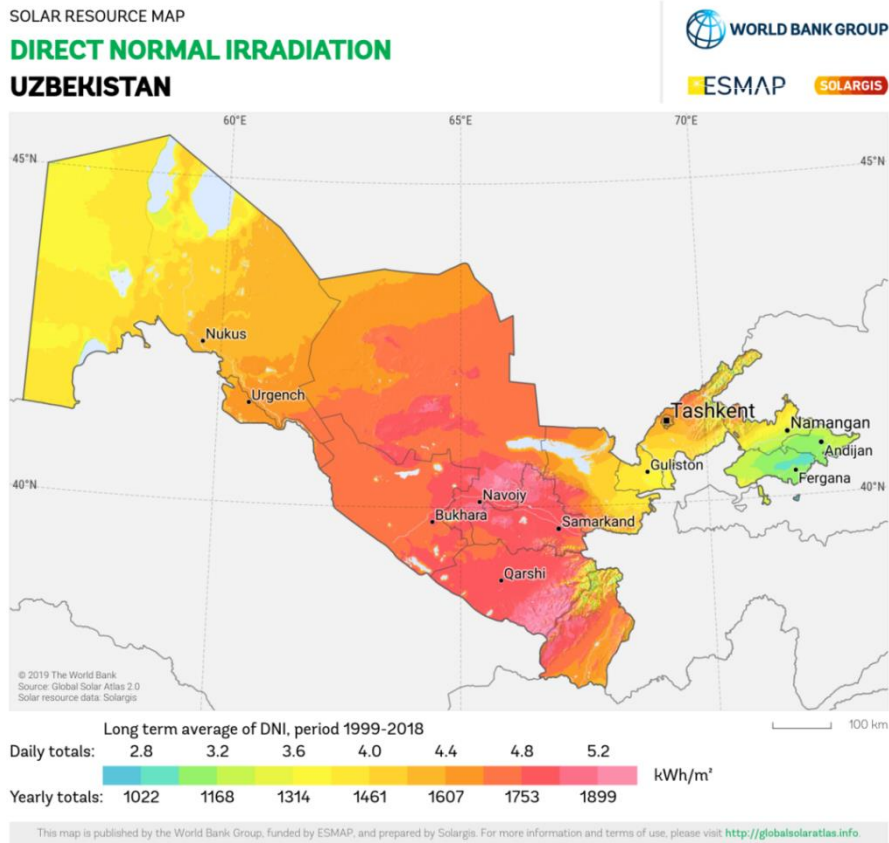 SOLAR RESOURCE MAP
DIRECT NORMAL IRRADIATION
UZBEKISTAN
WORLD BANK GROUP
ESMAP
SOLARGIS
60°E
65°E
70°E
45°N
45°N
Nukus
Urgench
Tashkent
Namangan
Andijan
Guliston
Fergana
40°N
40°N
Navoiy
Bukhara
Samarkand
Qarshi
© 2019 The World Bank
Source: Global Solar Atlas 2.0
Solar resource data: Solargis
100 km
Long term average of DNI, period 1999-2018
Daily totals: 2.8 3.2 3.6 4.0 4.4 4.8 5.2
kWh/m²
Yearly totals: 1022 1168 1314 1461 1607 1753 1899
This map is published by the World Bank Group, funded by ESMAP, and prepared by Solargis. For more information and terms of use, please visit http://globalsolaratlas.info.